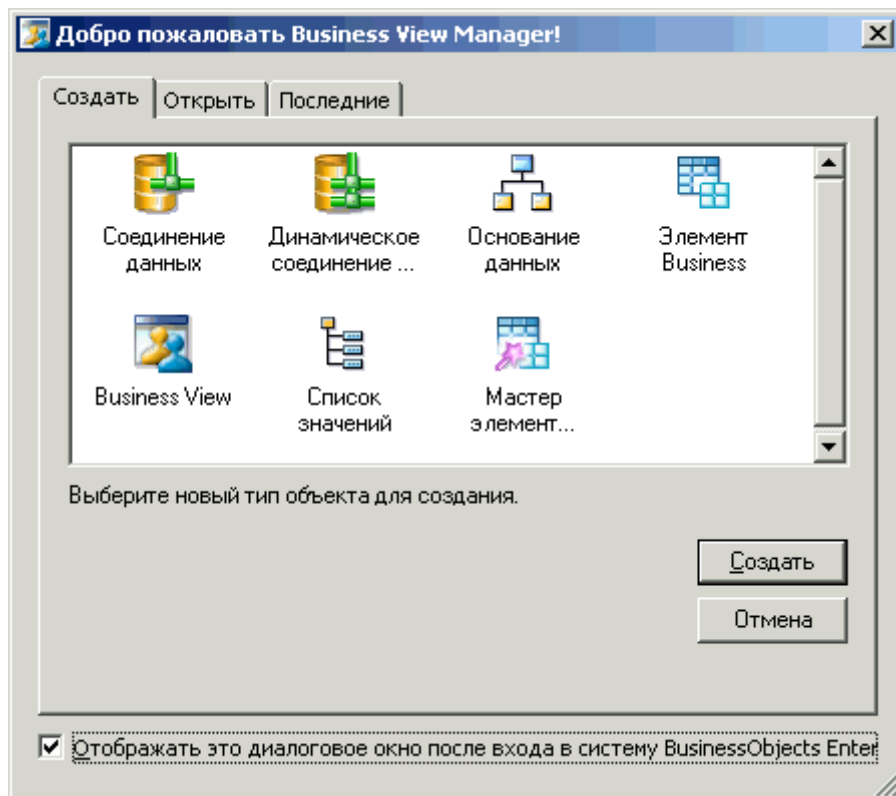 Добро пожаловать Business View Manager!
Создать Открыть Последние
Соединение данных
Динамическое соединение ...
Основание данных
Элемент Business
Business View
Список значений
Мастер элемент...
Выберите новый тип объекта для создания.
Создать
Отмена
Отображать это диалоговое окно после входа в систему BusinessObjects Enter